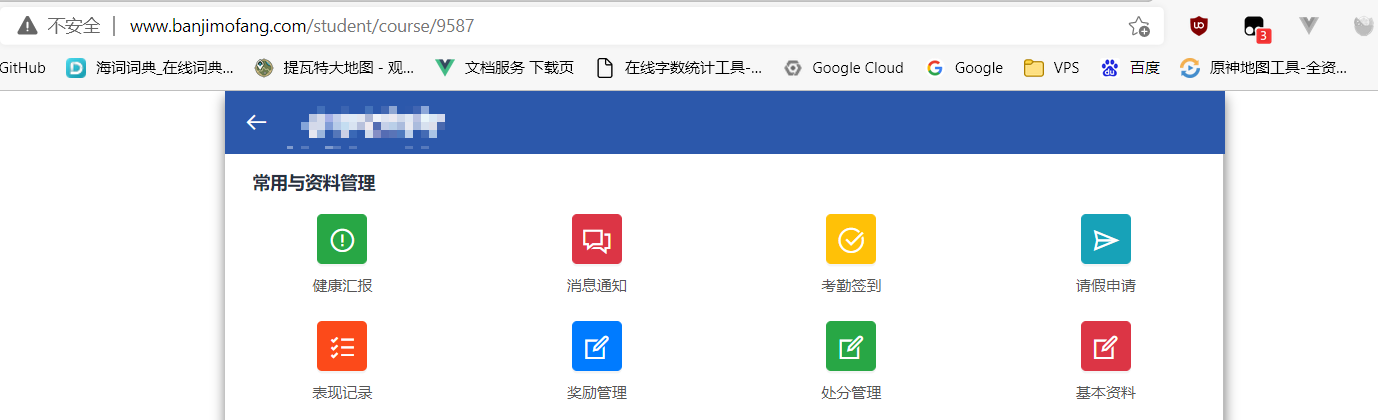 不安全 www.banjimofang.com/student/course/9587
3
GitHub 海词词典_在线词典... 提瓦特大地图 - 观... 文档服务 下载页 在线字数统计工具-... Google Cloud Google VPS 百度 原神地图工具-全资...
常用与资料管理
健康汇报 消息通知 考勤签到 请假申请
表现记录 奖励管理 处分管理 基本资料